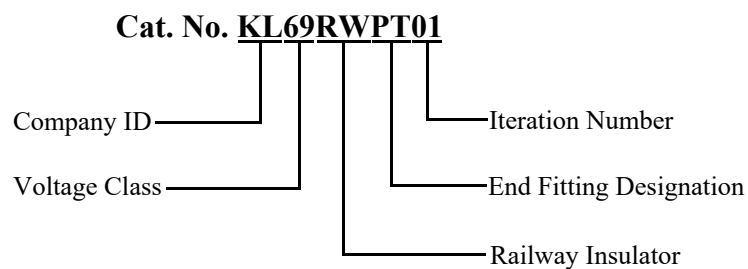 Cat. No. KL69RWPT01
Company ID
Iteration Number
Voltage Class
End Fitting Designation
Railway Insulator